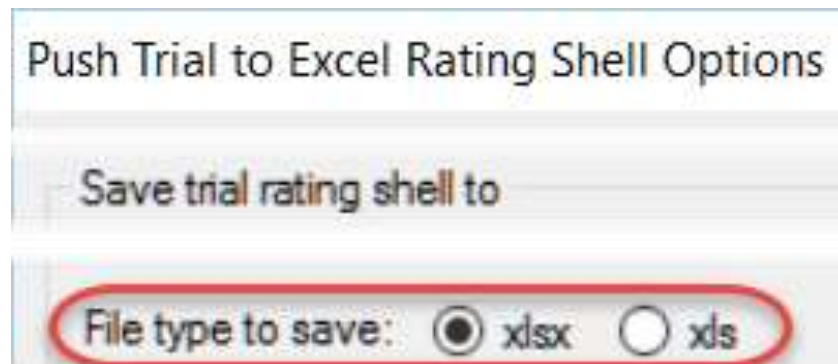 Push Trial to Excel Rating Shell Options
Save trial rating shell to
File type to save: xlsx xls